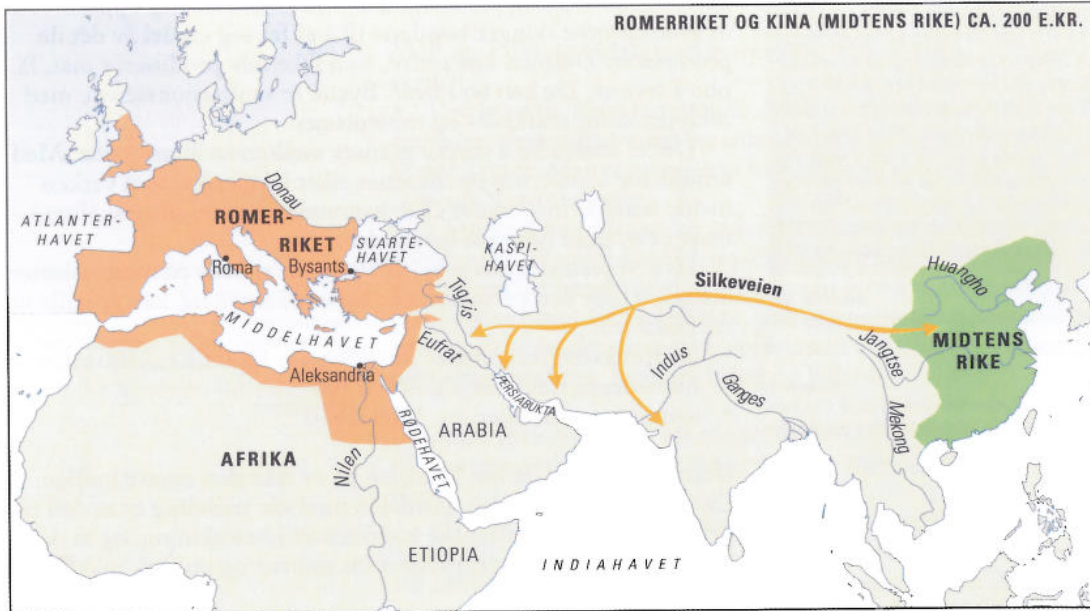 ROMERRIKET OG KINA (MIDTENS RIKE) CA. 200 E.KR.
Donau
ATLANTER-
HAVET
ROMER-
RIKET
SVARTE-
HAVET
KASPI-
HAVET
Roma
Bysants
Tigris
Silkeveien
Huangho
MIDDELHAVET
Eufrat
Jangtse
MIDTENS
RIKE
Aleksandria
PERSIABUKTA
Indus
Ganges
Mekong
RØDEHAVET
ARABIA
AFRIKA
Nilen
ETIOPIA
INDIAHAVET